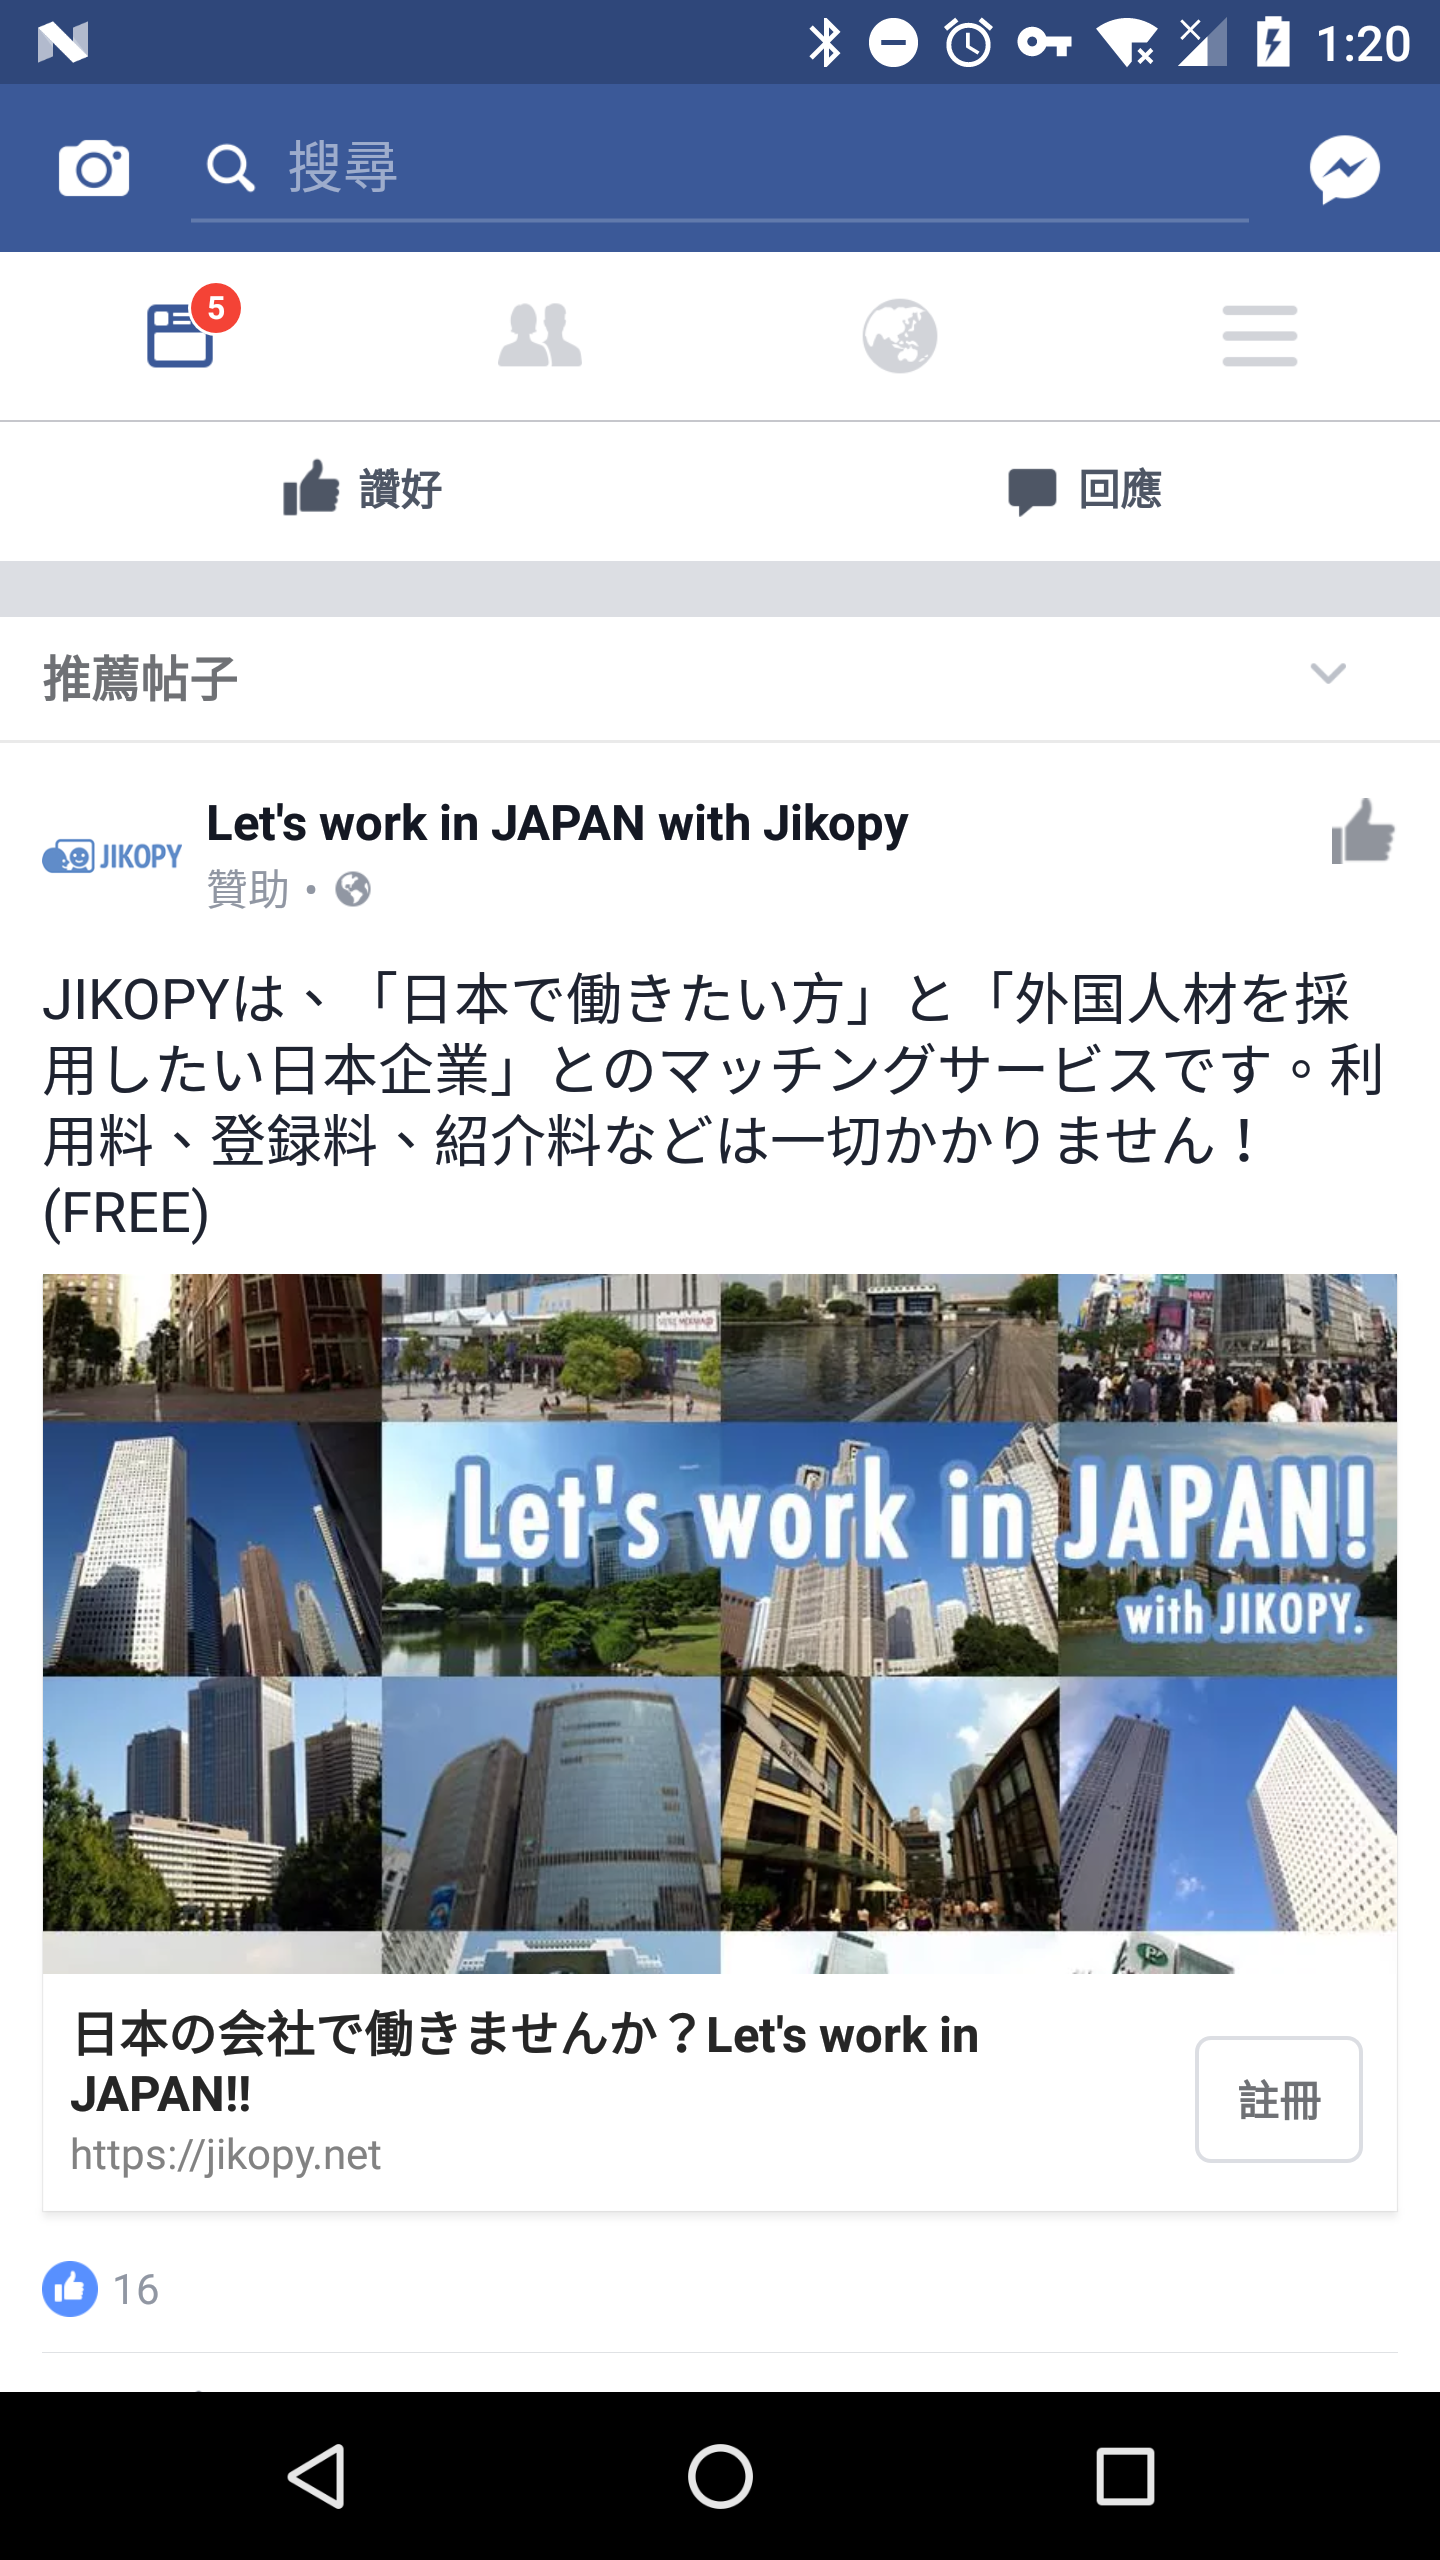 1:20
搜尋
5
讚好
回應
推薦帖子
Let's work in JAPAN with Jikopy
JIKOPY
贊助 •
JIKOPYは、「日本で働きたい方」と「外国人材を採
用したい日本企業」とのマッチングサービスです。利
用料、登録料、紹介料などは一切かかりません！
(FREE)
HMV
Let's work in JAPAN!
with JIKOPY.
日本の会社で働きませんか？Let's work in
JAPAN!!
https://jikopy.net
註冊
16